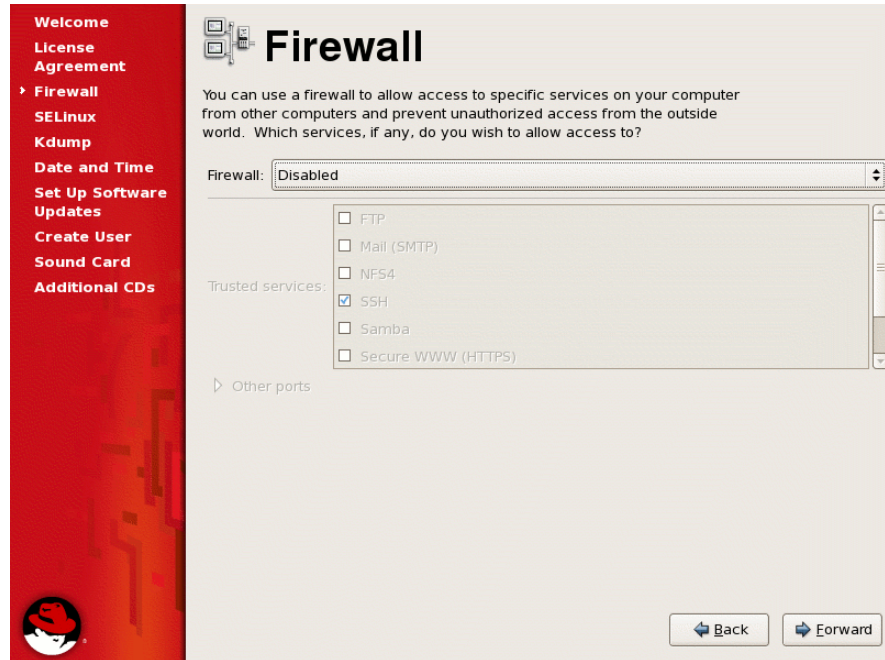 Welcome
License
Agreement
Firewall
SELinux
Kdump
Date and Time
Set Up Software
Updates
Create User
Sound Card
Additional CDs
Firewall
You can use a firewall to allow access to specific services on your computer
from other computers and prevent unauthorized access from the outside
world. Which services, if any, do you wish to allow access to?
Firewall: Disabled
Trusted services:
FTP
Mail (SMTP)
NFS4
SSH
Samba
Secure WWW (HTTPS)
Other ports
Back
Forward